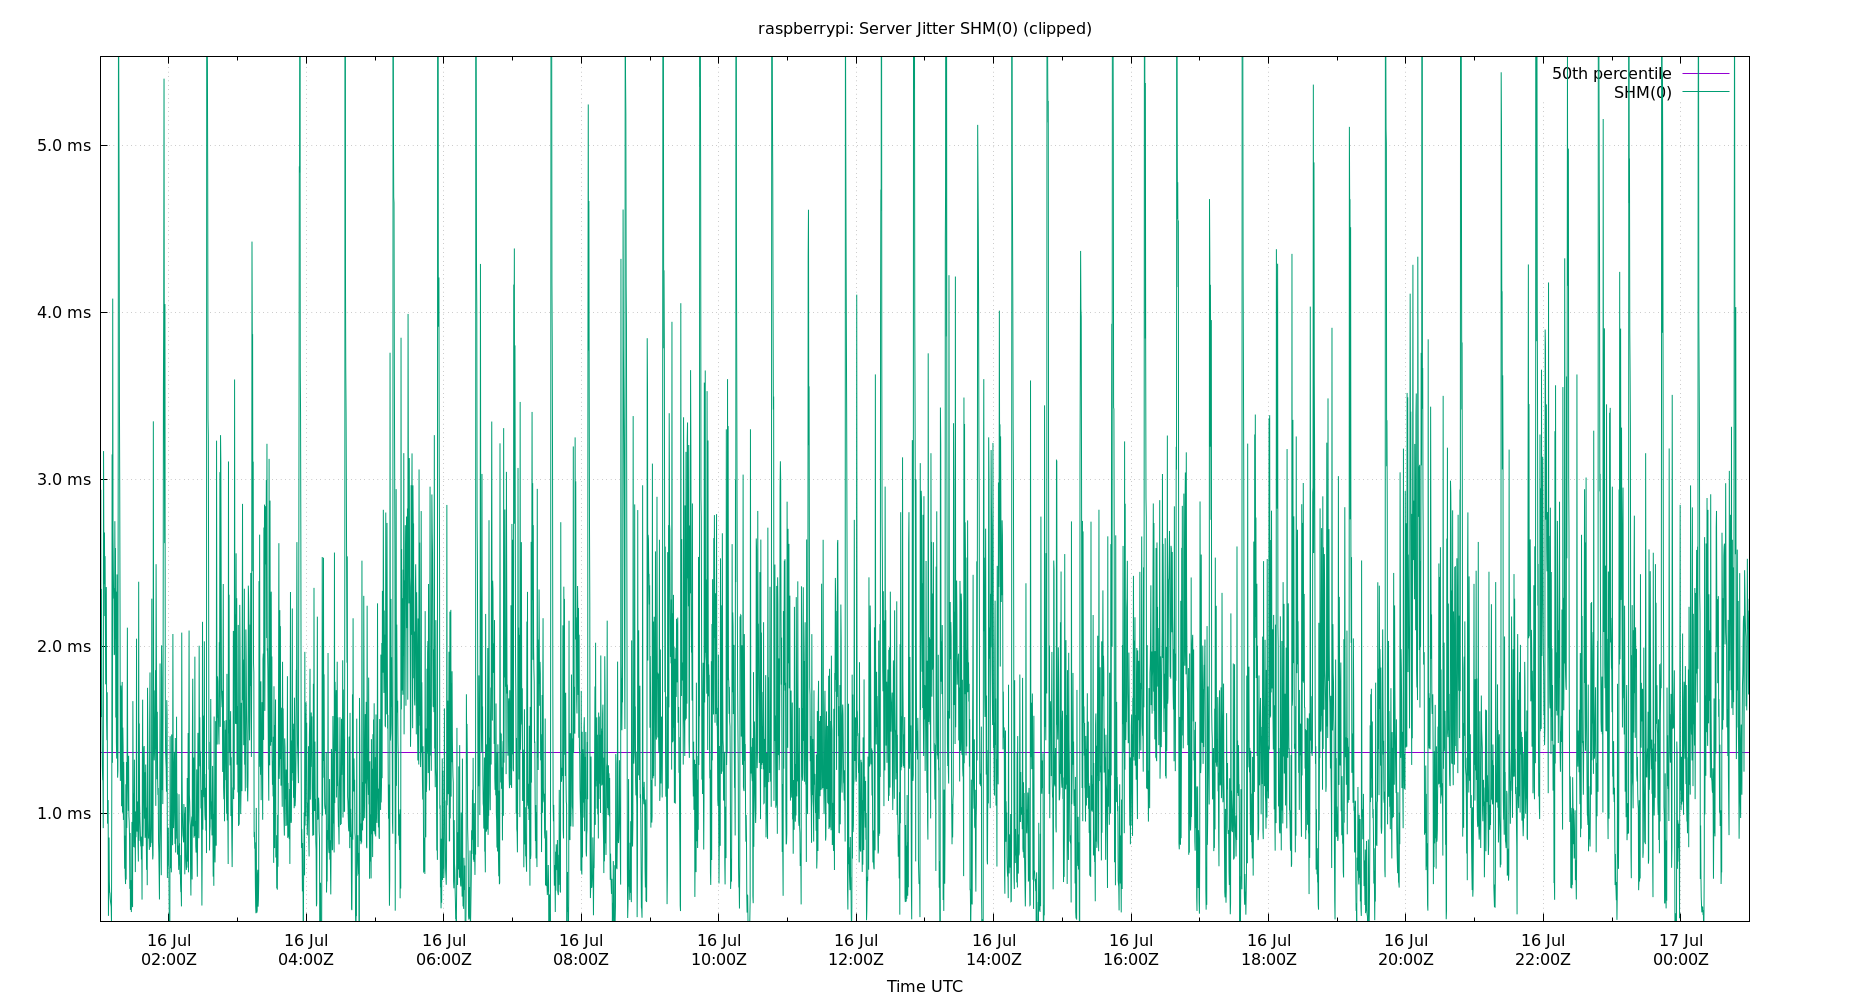 raspberrypi: Server Jitter SHM(0) (clipped)
50th percentile
SHM(0)
5.0 ms
4.0 ms
3.0 ms
2.0 ms
1.0 ms
16 Jul 16 Jul 16 Jul 16 Jul 16 Jul 16 Jul 16 Jul 16 Jul 16 Jul 16 Jul 16 Jul 17 Jul
02:00Z 04:00Z 06:00Z 08:00Z 10:00Z 12:00Z 14:00Z 16:00Z 18:00Z 20:00Z 22:00Z 00:00Z
Time UTC